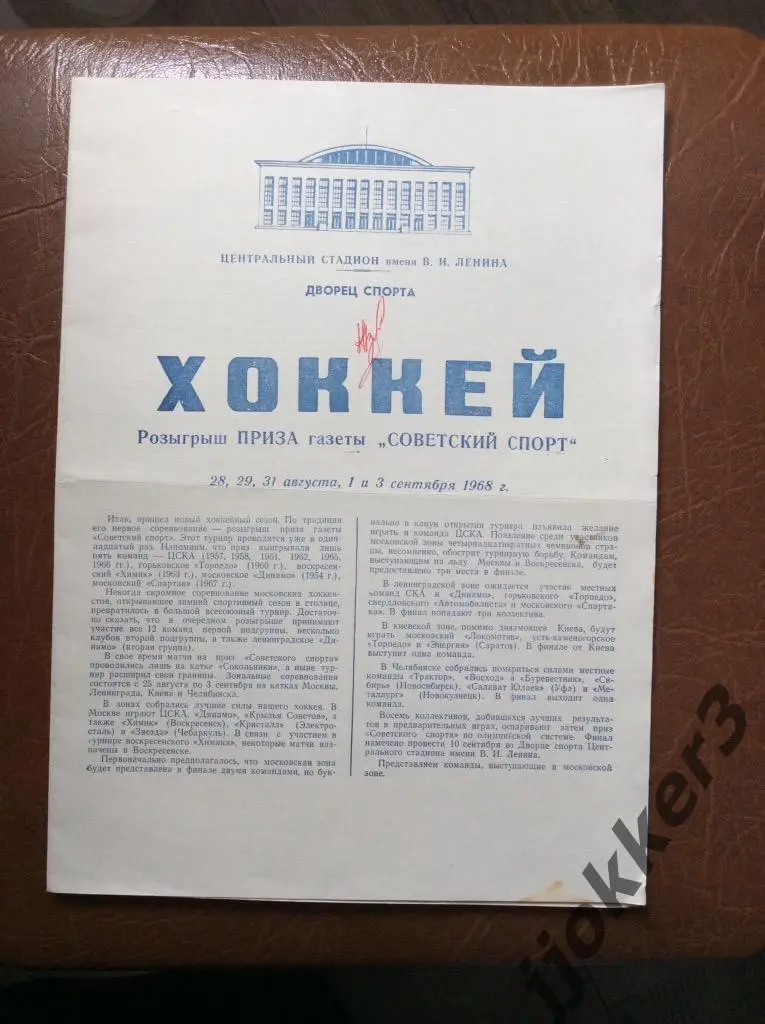 ЦЕНТРАЛЬНЫЙ СТАДИОН имени В. И. ЛЕНИНА
ДВОРЕЦ СПОРТА
ХОККЕЙ
Розыгрыш ПРИЗА газеты „СОВЕТСКИЙ СПОРТ“
28, 29, 31 августа, 1 и 3 сентября 1968 г.
Итак, пришел новый хоккейный сезон. По традиции
его первое соревнование — розыгрыш приза газеты
«Советский спорт». Этот турнир проводится уже в один-
надцатый раз. Напомним, что приз выигрывали лишь
пять команд — ЦСКА (1957, 1958, 1961, 1962, 1965,
1966 гг.), горьковское «Торпедо» (1960 г.), воскресен-
ский «Химик» (1963 г.), московское «Динамо» (1954 г.),
московский «Спартак» (1967 г.).
Некогда скромное соревнование московских хоккеи-
стов, открывавшее зимний спортивный сезон в столице,
превратилось в большой всесоюзный турнир. Достаточ-
но сказать, что в очередном розыгрыше принимают
участие все 12 команд первой подгруппы, несколько
клубов второй подгруппы, а также ленинградское «Ди-
намо» (вторая группа).
В свое время матчи на приз «Советского спорта»
проводились лишь на катке «Сокольники», а ныне тур-
нир расширил свои границы. Зональные соревнования
состоятся с 25 августа по 3 сентября на катках Москвы,
Ленинграда, Киева и Челябинска.
В зонах собрались лучшие силы нашего хоккея. В
Москве играют ЦСКА, «Динамо», «Крылья Советов», а
также «Химик» (Воскресенск), «Кристалл» (Электро-
сталь) и «Звезда» (Чебаркуль). В связи с участием в
турнире воскресенского «Химика», некоторые матчи назна-
чены в Воскресенске.
Первоначально предполагалось, что московская зона
будет представлена в финале двумя командами, но бук-
вально в канун открытия турнира изъявила желание
играть и команда ЦСКА. Появление среди участников
московской зоны четырнадцатикратных чемпионов стра-
ны, несомненно, обострит турнирную борьбу. Командам,
выступающим на льду Москвы и Воскресенска, будет
предоставлено три места в финале.
В ленинградской зоне ожидается участие местных
команд СКА и «Динамо», горьковского «Торпедо»,
свердловского «Автомобилиста» и московского «Спарта-
ка». В финал попадают три коллектива.
В киевской зоне, помимо динамовцев Киева, будут
играть московский «Локомотив», усть-каменогорское
«Торпедо» и «Энергия» (Саратов). В финале от Киева
выступит одна команда.
В Челябинске собрались помериться силами местные
команды «Трактор», «Восход» а «Буревестник», «Си-
бирь» (Новосибирск), «Салават Юлаев» (Уфа) и «Ме-
таллург» (Новокузнецк). В финал выходит одна
команда.
Восемь коллективов, добившихся лучших результа-
тов в предварительных играх, оспаривают затем приз
«Советского спорта» по олимпийской системе. Финал
намечено провести 10 сентября во Дворце спорта Цент-
рального стадиона имени В. И. Ленина.
Представляем команды, выступающие в московской
зоне.
jjokker3